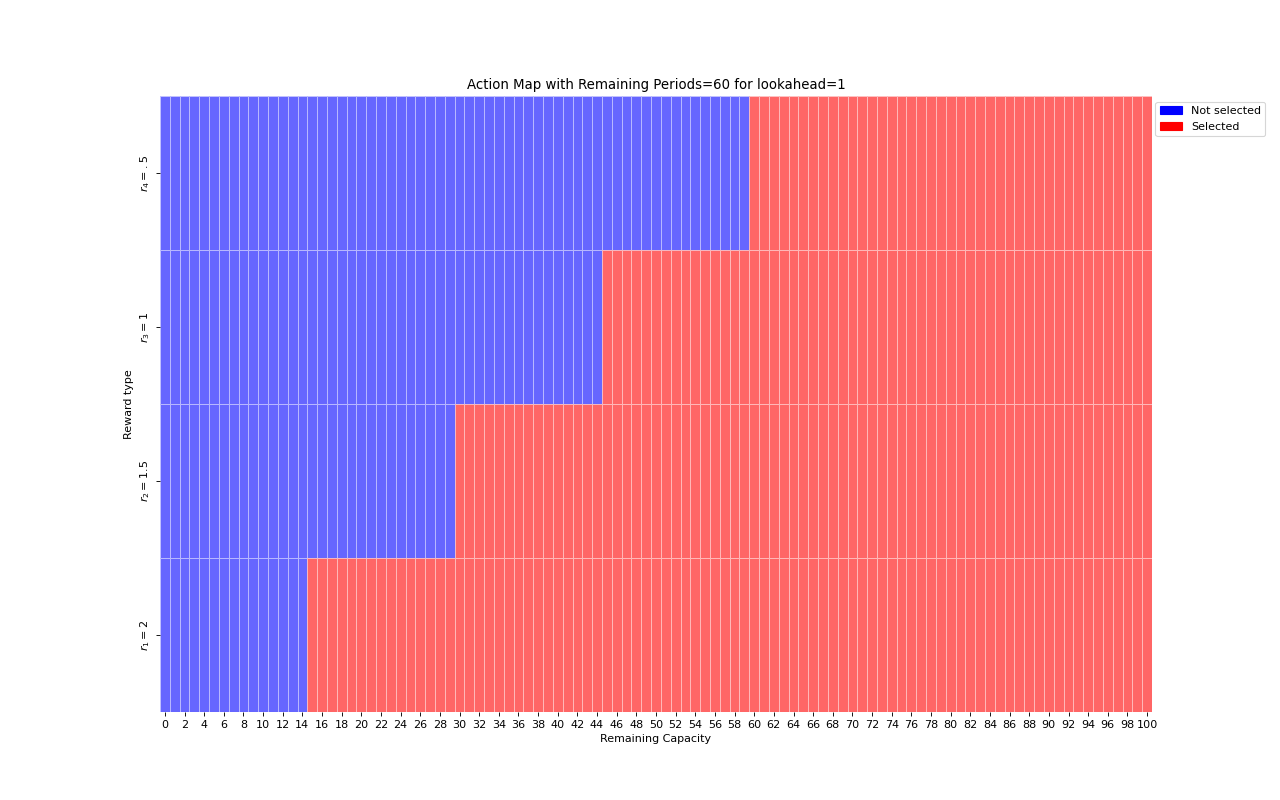 Action Map with Remaining Periods=60 for lookahead=1
Not selected
Selected
r₄ = .5
r₃ = 1
r₂ = 1.5
r₁ = 2
Reward type
0 2 4 6 8 10 12 14 16 18 20 22 24 26 28 30 32 34 36 38 40 42 44 46 48 50 52 54 56 58 60 62 64 66 68 70 72 74 76 78 80 82 84 86 88 90 92 94 96 98 100
Remaining Capacity